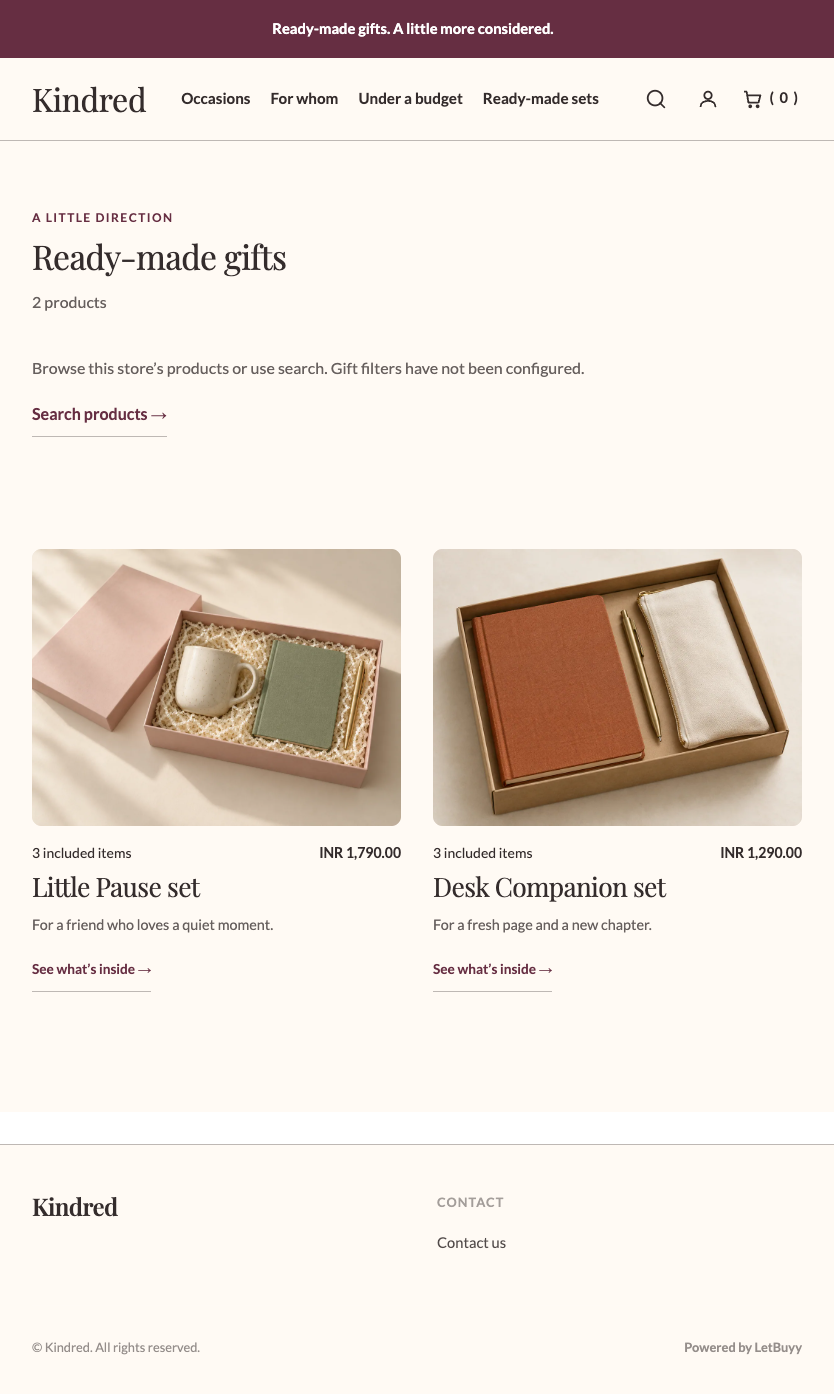 Ready-made gifts. A little more considered.
Kindred
Occasions
For whom
Under a budget
Ready-made sets
( 0 )
A LITTLE DIRECTION
Ready-made gifts
2 products
Browse this store’s products or use search. Gift filters have not been configured.
Search products →
3 included items
INR 1,790.00
Little Pause set
For a friend who loves a quiet moment.
See what’s inside →
3 included items
INR 1,290.00
Desk Companion set
For a fresh page and a new chapter.
See what’s inside →
Kindred
CONTACT
Contact us
© Kindred. All rights reserved.
Powered by LetBuyy